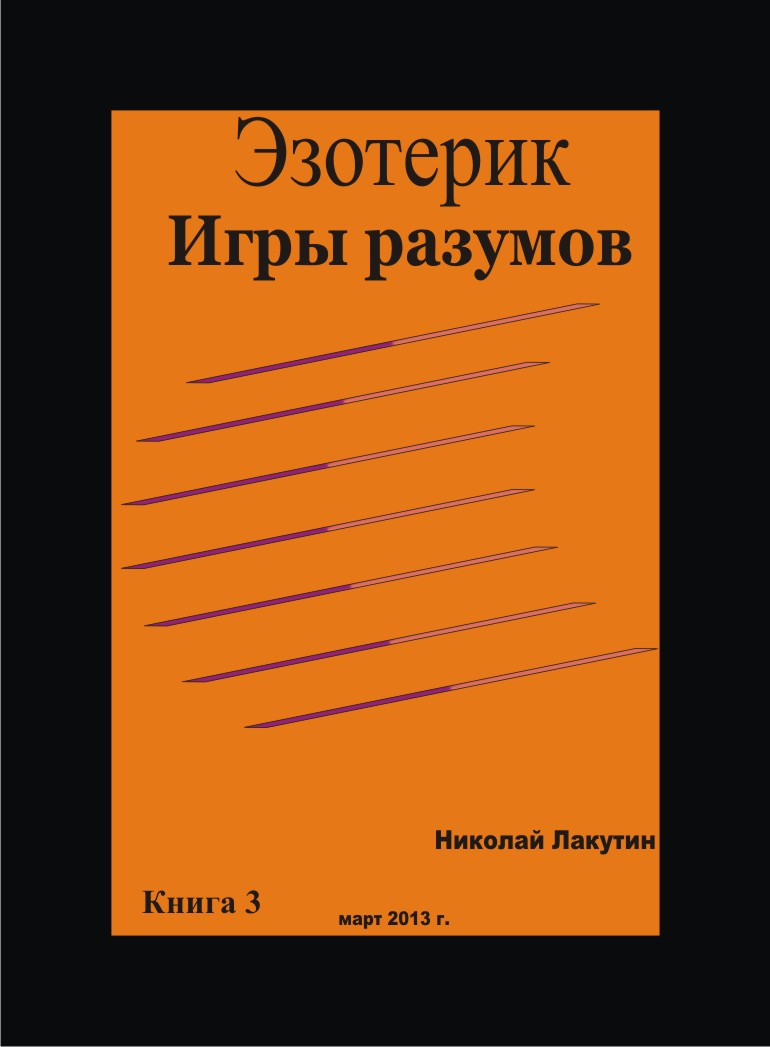 Эзотерик
Игры разумов
Николай Лакутин
Книга 3
март 2013 г.